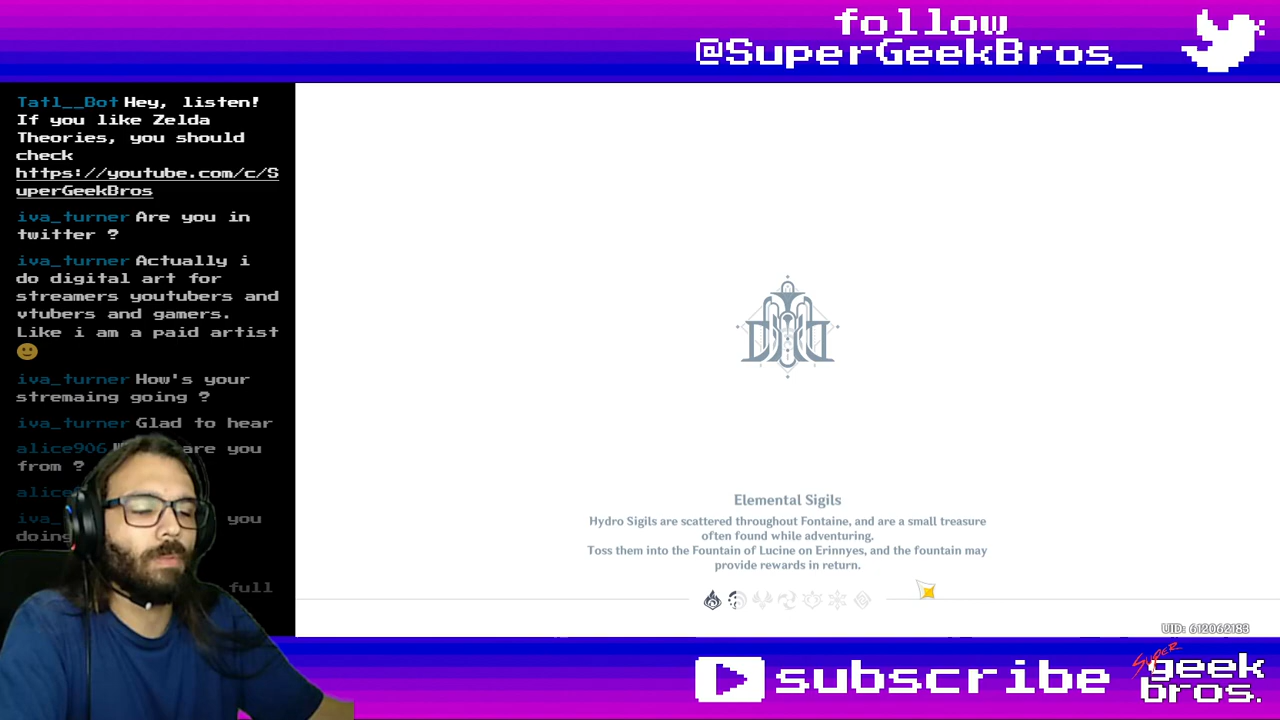 follow
@SuperGeekBros_
Tatl__Bot Hey, listen!
If you like Zelda
Theories, you should
check
https://youtube.com/c/S
uperGeekBros
iva_turner Are you in
twitter ?
iva_turner Actually i
do digital art for
streamers youtubers and
vtubers and gamers.
Like i am a paid artist
iva_turner How's your
stremaing going ?
iva_turner Glad to hear
alice906 are you
from ?
you
doing
full
Elemental Sigils
Hydro Sigils are scattered throughout Fontaine, and are a small treasure
often found while adventuring.
Toss them into the Fountain of Lucine on Erinnyes, and the fountain may
provide rewards in return.
UID: 612062183
subscribe
super
geek
bros.